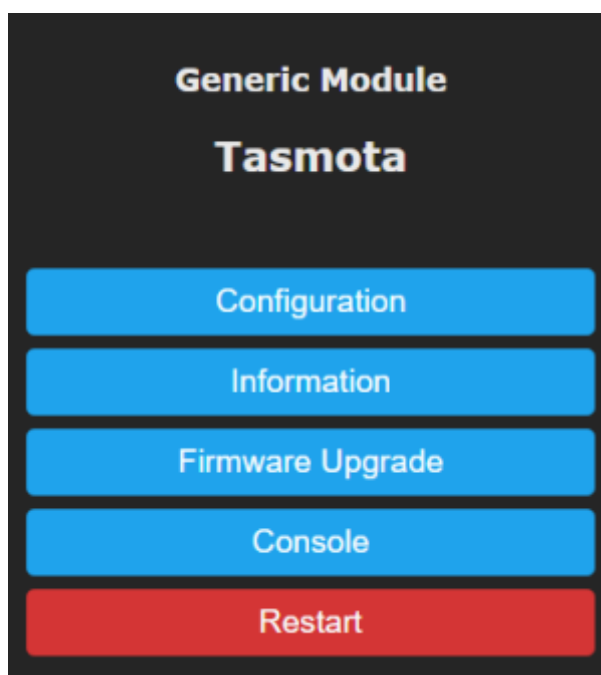 Generic Module
Tasmota
Configuration
Information
Firmware Upgrade
Console
Restart